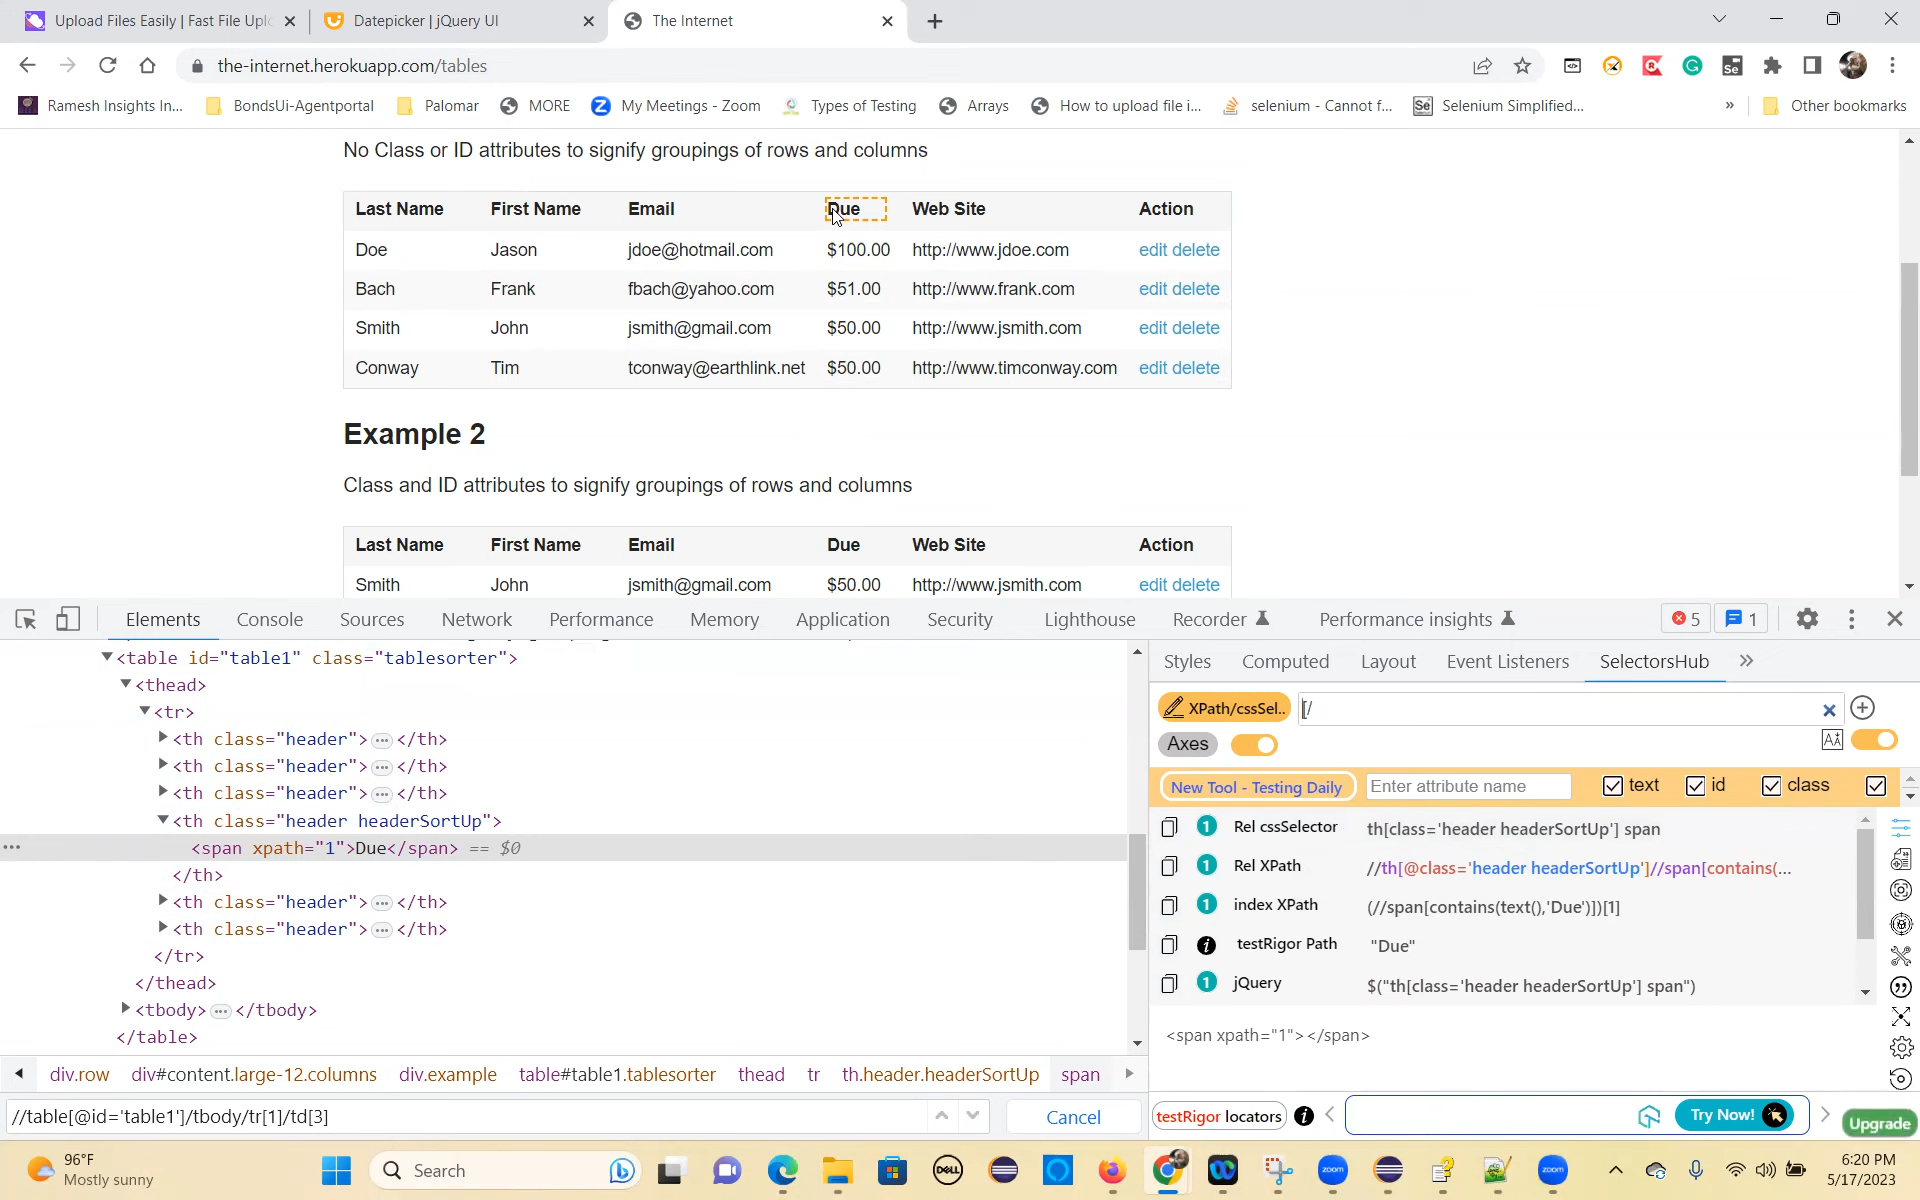 Upload Files Easily | Fast File Uplo
Datepicker | jQuery UI
The Internet
the-internet.herokuapp.com/tables
Ramesh Insights In...
BondsUi-Agentportal
Palomar
MORE
My Meetings - Zoom
Types of Testing
Arrays
How to upload file i...
selenium - Cannot f...
Selenium Simplified...
»
Other bookmarks
No Class or ID attributes to signify groupings of rows and columns
Last Name First Name Email Due Web Site Action
Doe Jason jdoe@hotmail.com $100.00 http://www.jdoe.com edit delete
Bach Frank fbach@yahoo.com $51.00 http://www.frank.com edit delete
Smith John jsmith@gmail.com $50.00 http://www.jsmith.com edit delete
Conway Tim tconway@earthlink.net $50.00 http://www.timconway.com edit delete
Example 2
Class and ID attributes to signify groupings of rows and columns
Last Name First Name Email Due Web Site Action
Smith John jsmith@gmail.com $50.00 http://www.jsmith.com edit delete
Elements Console Sources Network Performance Memory Application Security Lighthouse Recorder Performance insights 5 1
<table id="table1" class="tablesorter">
<thead>
<tr>
<th class="header">…</th>
<th class="header">…</th>
<th class="header">…</th>
<th class="header headerSortUp">
<span xpath="1">Due</span> == $0
</th>
<th class="header">…</th>
<th class="header">…</th>
</tr>
</thead>
<tbody>…</tbody>
</table>
div.row div#content.large-12.columns div.example table#table1.tablesorter thead tr th.header.headerSortUp span
//table[@id='table1']/tbody/tr[1]/td[3]
Cancel
Styles Computed Layout Event Listeners SelectorsHub »
XPath/cssSel.. [/
Axes
New Tool - Testing Daily Enter attribute name text id class
1 Rel cssSelector th[class='header headerSortUp'] span
1 Rel XPath //th[@class='header headerSortUp']//span[contains(...
1 index XPath (//span[contains(text(),'Due')])[1]
i testRigor Path "Due"
1 jQuery $("th[class='header headerSortUp'] span")
<span xpath="1"></span>
testRigor locators i Try Now! Upgrade
96°F
Mostly sunny
Search
DELL
zoom
zoom
6:20 PM
5/17/2023